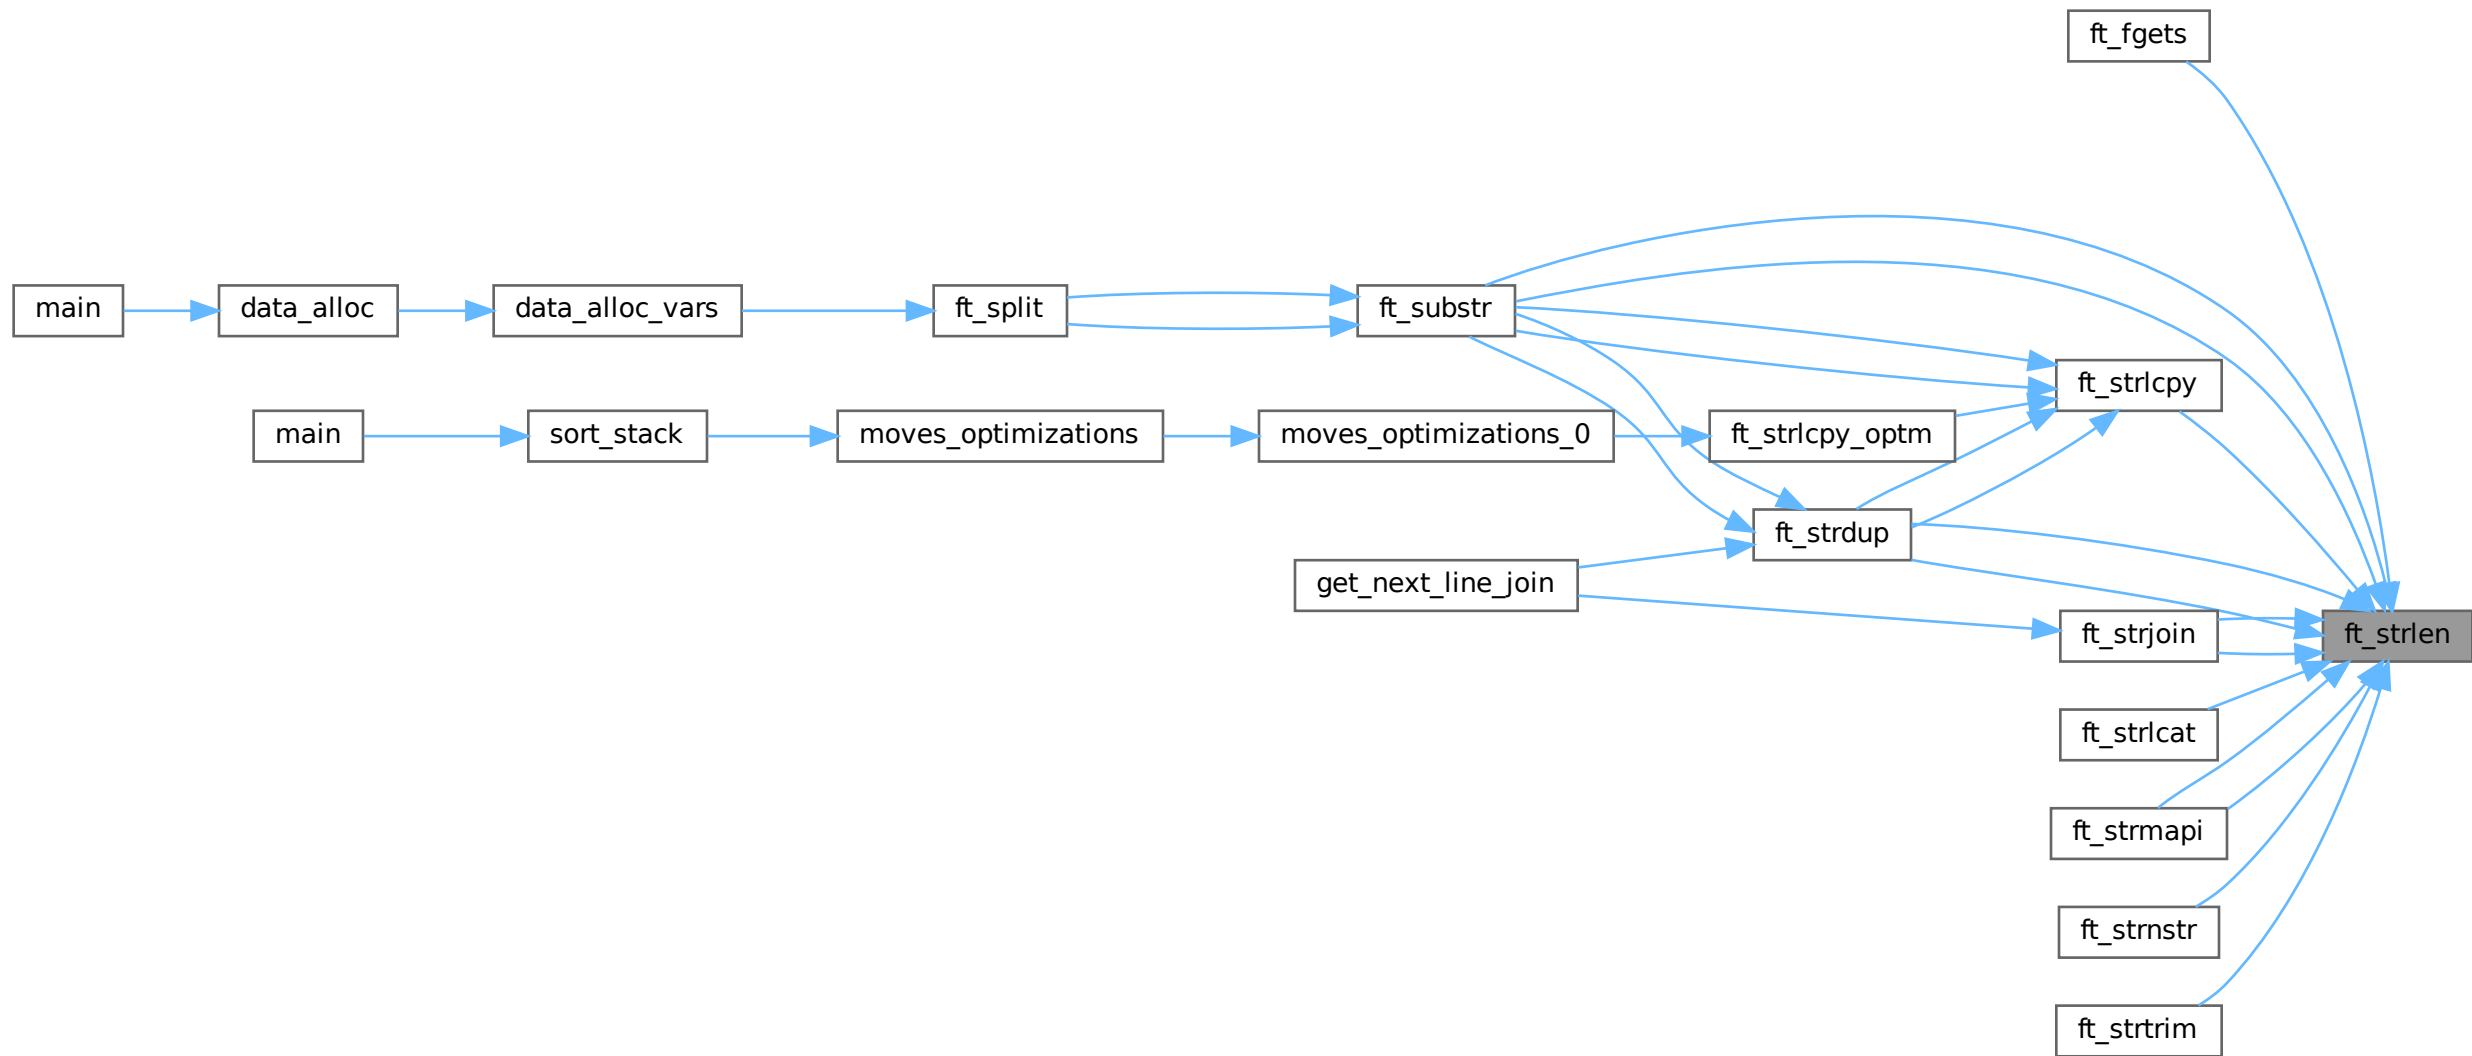 ft_fgets
main
data_alloc
data_alloc_vars
ft_split
ft_substr
ft_strlcpy
main
sort_stack
moves_optimizations
moves_optimizations_0
ft_strlcpy_optm
ft_strdup
get_next_line_join
ft_strjoin
ft_strlen
ft_strlcat
ft_strmapi
ft_strnstr
ft_strtrim